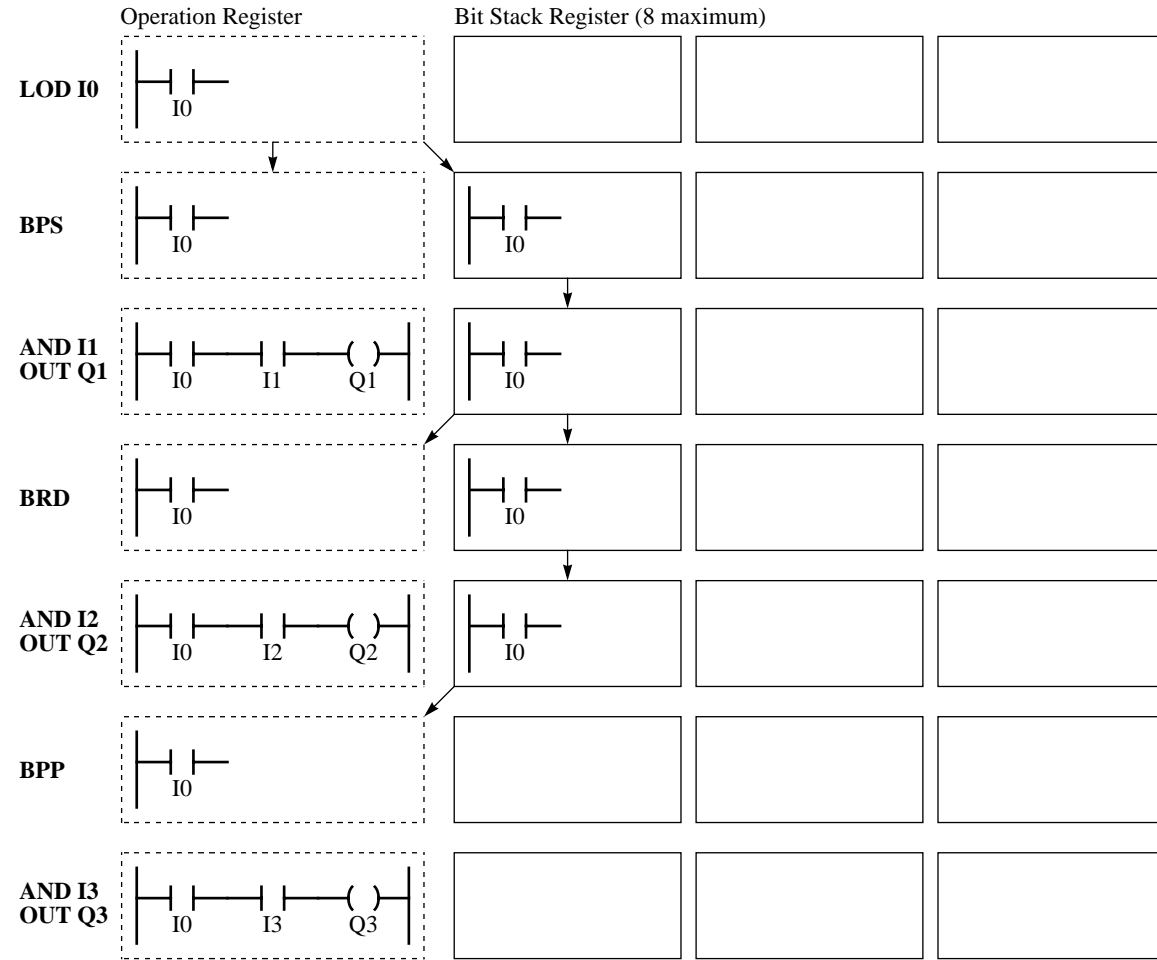 Operation Register
Bit Stack Register (8 maximum)
LOD I0
I0
BPS
I0
I0
AND I1
OUT Q1
I0
I1
Q1
I0
BRD
I0
I0
AND I2
OUT Q2
I0
I2
Q2
I0
BPP
I0
AND I3
OUT Q3
I0
I3
Q3